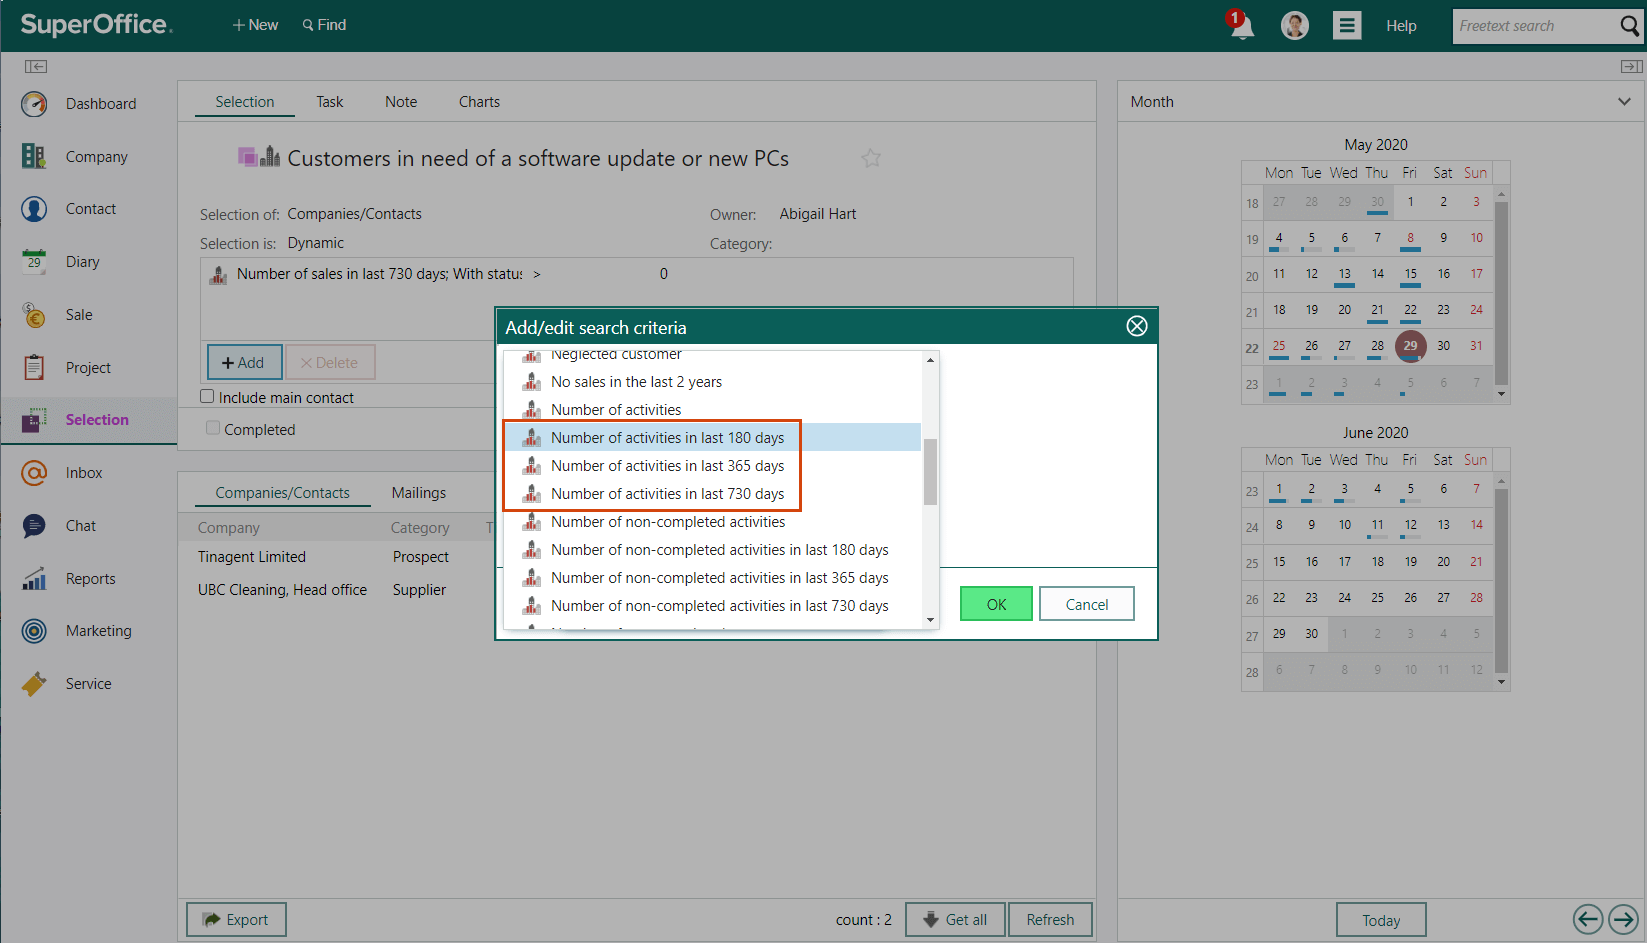 SuperOffice.
+ New
Find
1
Help
Freetext search
Dashboard
Company
Contact
29
Diary
Sale
Project
Selection
Inbox
Chat
Reports
Marketing
Service
Selection Task Note Charts
Customers in need of a software update or new PCs
Selection of: Companies/Contacts
Owner: Abigail Hart
Selection is: Dynamic
Category:
Number of sales in last 730 days; With status > 0
+ Add
× Delete
Include main contact
Completed
Companies/Contacts Mailings
Company Category T
Tinagent Limited Prospect
UBC Cleaning, Head office Supplier
Export
count : 2
Get all
Refresh
Add/edit search criteria
Neglected customer
No sales in the last 2 years
Number of activities
Number of activities in last 180 days
Number of activities in last 365 days
Number of activities in last 730 days
Number of non-completed activities
Number of non-completed activities in last 180 days
Number of non-completed activities in last 365 days
Number of non-completed activities in last 730 days
OK
Cancel
Month
May 2020
Mon Tue Wed Thu Fri Sat Sun
18 27 28 29 30 1 2 3
19 4 5 6 7 8 9 10
20 11 12 13 14 15 16 17
21 18 19 20 21 22 23 24
22 25 26 27 28 29 30 31
23 1 2 3 4 5 6 7
June 2020
Mon Tue Wed Thu Fri Sat Sun
23 1 2 3 4 5 6 7
24 8 9 10 11 12 13 14
25 15 16 17 18 19 20 21
26 22 23 24 25 26 27 28
27 29 30 1 2 3 4 5
28 6 7 8 9 10 11 12
Today